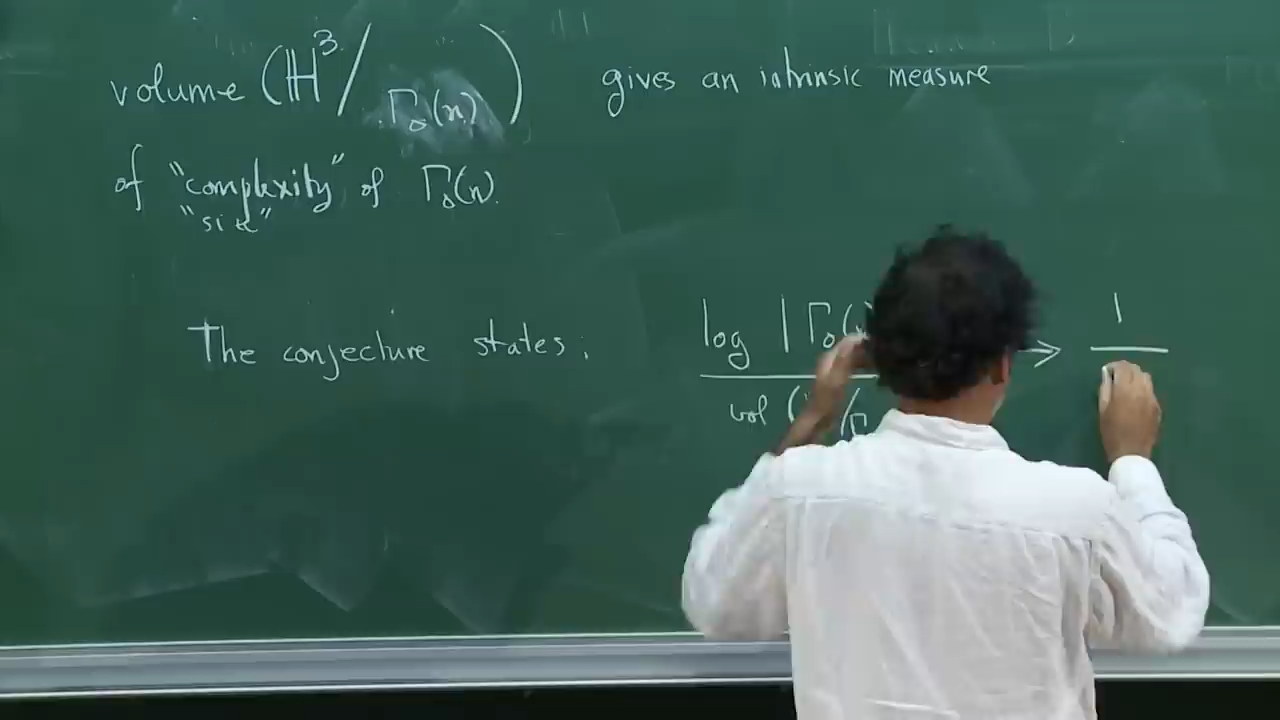 volume (ℍ³/Γ₀(n)) gives an intrinsic measure
of "complexity" of Γ₀(n).
"size"
The conjecture states: log |Γ₀( → 1
vol ( /Γ